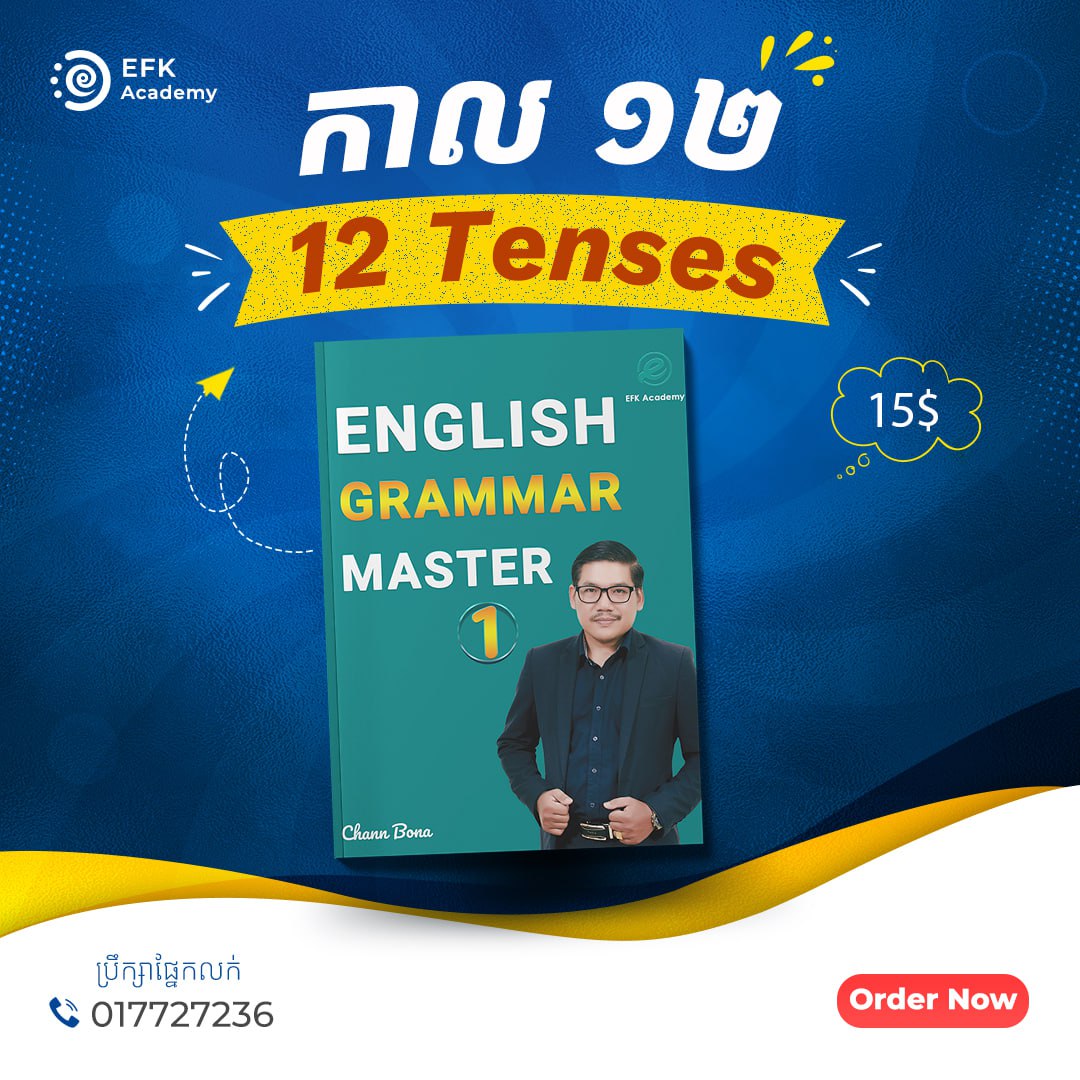 EFK
Academy
កាល ១២
12 Tenses
EFK Academy
ENGLISH
GRAMMAR
MASTER
1
Chann Bona
15$
ប្រឹក្សាផ្នែកលក់
017727236
Order Now